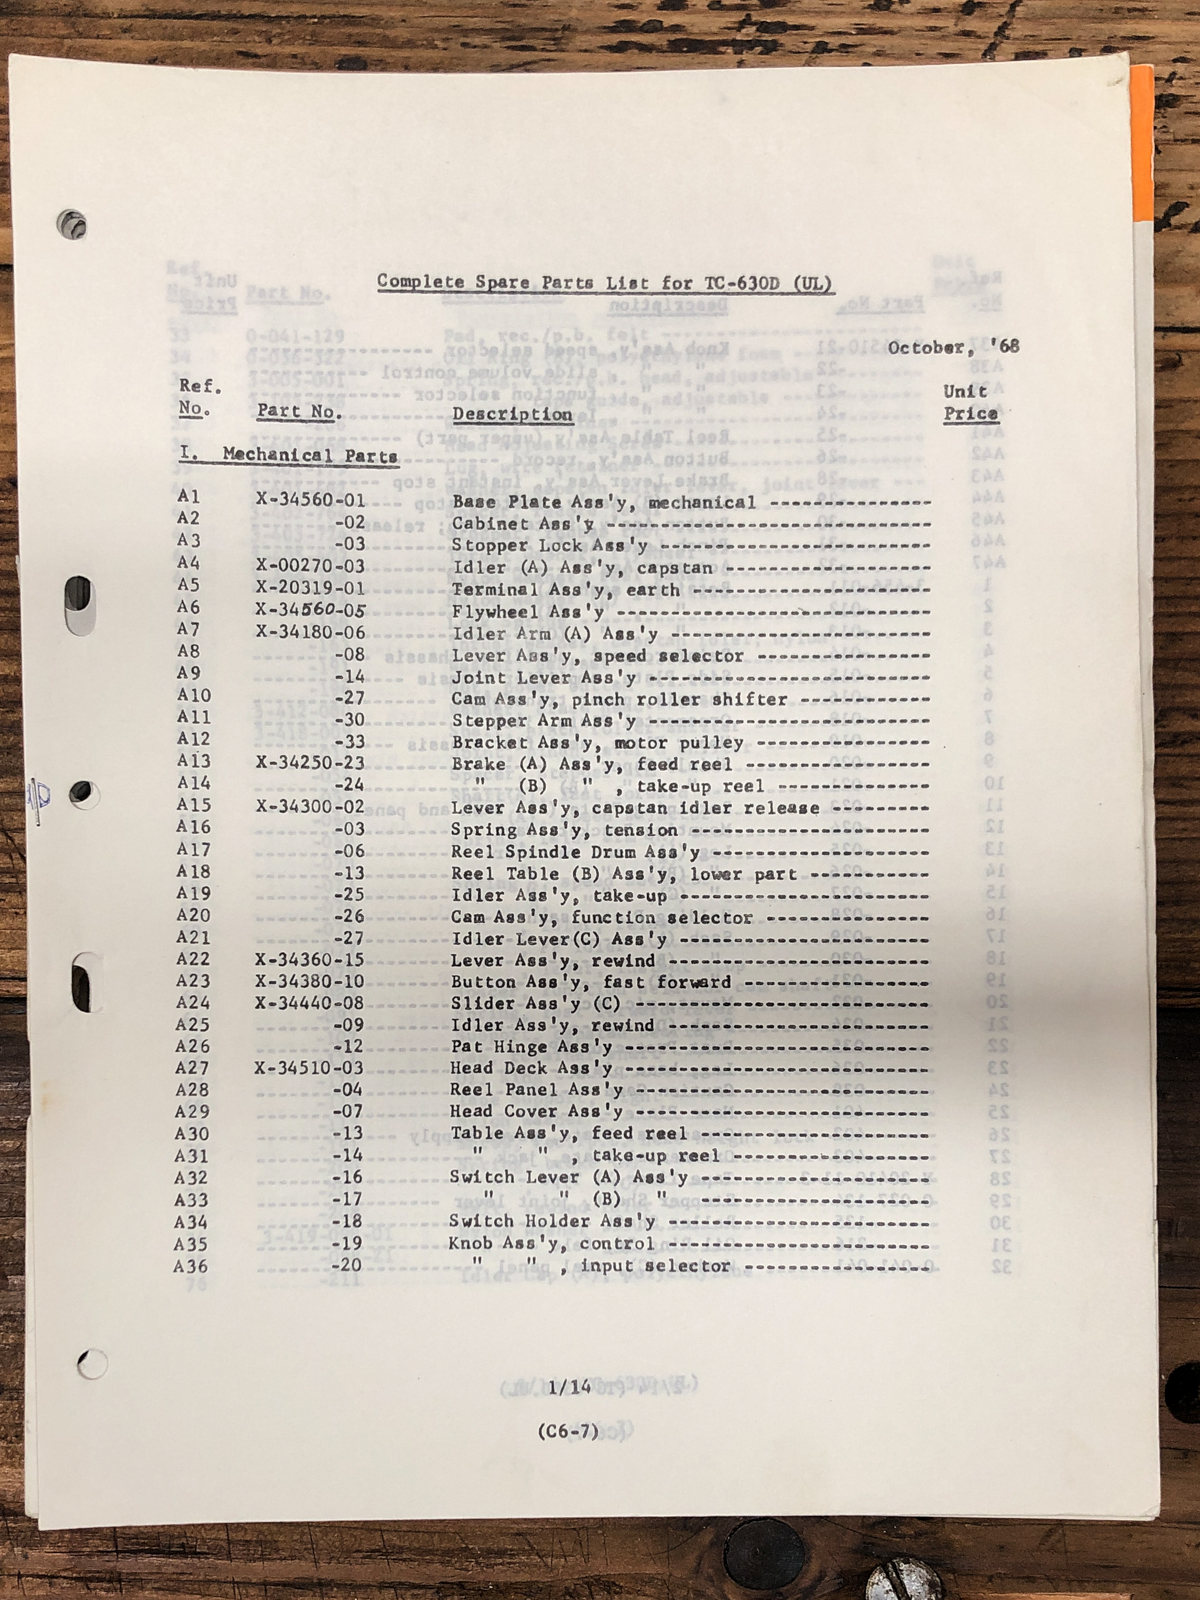 Complete Spare Parts List for TC-630D (UL)
October, '68
Ref. Unit
No. Part No. Description Price
I. Mechanical Parts
A1 X-34560-01 Base Plate Ass'y, mechanical ------------------
A2 -02 Cabinet Ass'y --------------------------------
A3 -03 Stopper Lock Ass'y ---------------------------
A4 X-00270-03 Idler (A) Ass'y, capstan ---------------------
A5 X-20319-01 Terminal Ass'y, earth ------------------------
A6 X-34560-05 Flywheel Ass'y -------------------------------
A7 X-34180-06 Idler Arm (A) Ass'y --------------------------
A8 -08 Lever Ass'y, speed selector ------------------
A9 -14 Joint Lever Ass'y ----------------------------
A10 -27 Cam Ass'y, pinch roller shifter --------------
A11 -30 Stepper Arm Ass'y ----------------------------
A12 -33 Bracket Ass'y, motor pulley ------------------
A13 X-34250-23 Brake (A) Ass'y, feed reel -------------------
A14 -24 " (B) " , take-up reel ----------------
A15 X-34300-02 Lever Ass'y, capstan idler release -----------
A16 -03 Spring Ass'y, tension ------------------------
A17 -06 Reel Spindle Drum Ass'y ----------------------
A18 -13 Reel Table (B) Ass'y, lower part -------------
A19 -25 Idler Ass'y, take-up -------------------------
A20 -26 Cam Ass'y, function selector -----------------
A21 -27 Idler Lever(C) Ass'y -------------------------
A22 X-34360-15 Lever Ass'y, rewind --------------------------
A23 X-34380-10 Button Ass'y, fast forward -------------------
A24 X-34440-08 Slider Ass'y (C) -----------------------------
A25 -09 Idler Ass'y, rewind --------------------------
A26 -12 Pat Hinge Ass'y ------------------------------
A27 X-34510-03 Head Deck Ass'y ------------------------------
A28 -04 Reel Panel Ass'y -----------------------------
A29 -07 Head Cover Ass'y -----------------------------
A30 -13 Table Ass'y, feed reel -----------------------
A31 -14 " " , take-up reel --------------------
A32 -16 Switch Lever (A) Ass'y -----------------------
A33 -17 " " (B) " ----------------------
A34 -18 Switch Holder Ass'y --------------------------
A35 -19 Knob Ass'y, control --------------------------
A36 -20 " " , input selector ------------------
1/14
(C6-7)